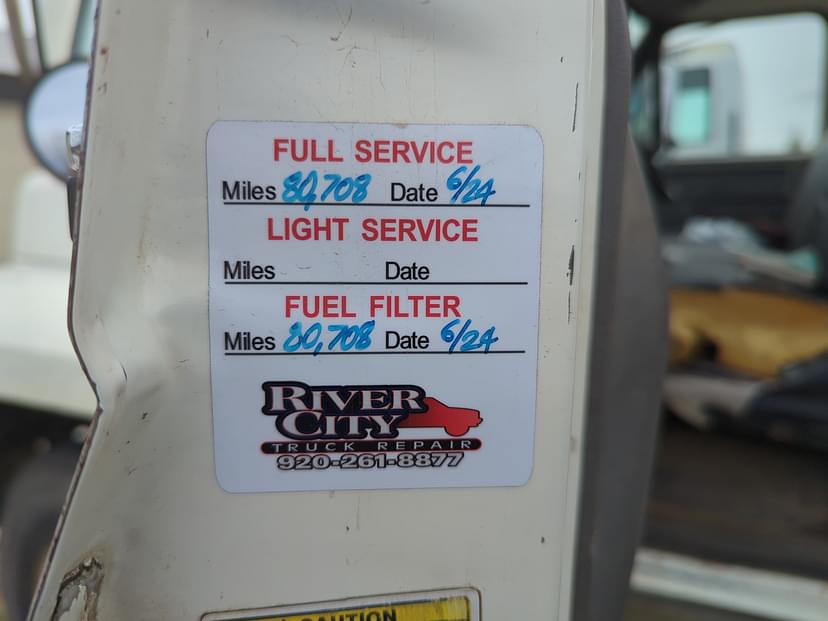 FULL SERVICE
Miles 80,708 Date 6/24
LIGHT SERVICE
Miles Date
FUEL FILTER
Miles 80,708 Date 6/24
RIVER
CITY
TRUCK REPAIR
920-261-8877
CAUTION